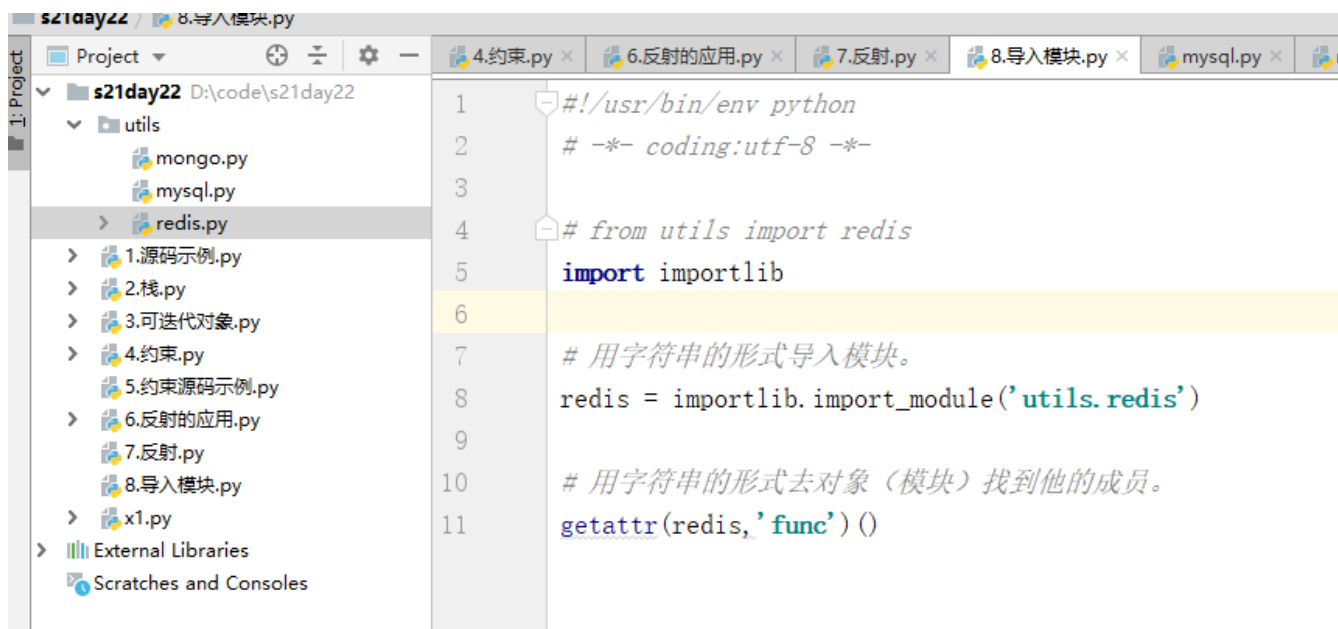 s21day22 8.导入模块.py
1: Project
Project
s21day22 D:\code\s21day22
utils
mongo.py
mysql.py
redis.py
1.源码示例.py
2.栈.py
3.可迭代对象.py
4.约束.py
5.约束源码示例.py
6.反射的应用.py
7.反射.py
8.导入模块.py
x1.py
External Libraries
Scratches and Consoles
4.约束.py 6.反射的应用.py 7.反射.py 8.导入模块.py mysql.py
1 #!/usr/bin/env python
2 # -*- coding:utf-8 -*-
3
4 # from utils import redis
5 import importlib
6
7 # 用字符串的形式导入模块。
8 redis = importlib.import_module('utils.redis')
9
10 # 用字符串的形式去对象（模块）找到他的成员。
11 getattr(redis,'func')()